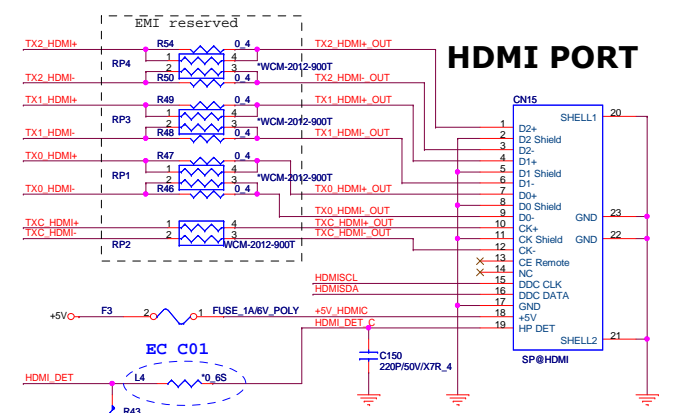 EMI reserved
HDMI PORT
TX2_HDMI+ R54 0_4 TX2_HDMI+_OUT
RP4 1 2 4 3 *WCM-2012-900T
TX2_HDMI- R50 0_4 TX2_HDMI-_OUT
TX1_HDMI+ R49 0_4 TX1_HDMI+_OUT
RP3 1 2 4 3 *WCM-2012-900T
TX1_HDMI- R48 0_4 TX1_HDMI-_OUT
TX0_HDMI+ R47
RP1 1 2 4 3 *WCM-2012-900T
TX0_HDMI- R46 0_4 TX0_HDMI+_OUT
TX0_HDMI-_OUT
TXC_HDMI+ 1 4 TXC_HDMI+_OUT
TXC_HDMI- 2 3 TXC_HDMI-_OUT
RP2 WCM-2012-900T
CN15
SHELL1 20
1 D2+
2 D2 Shield
3 D2-
4 D1+
5 D1 Shield
6 D1-
7 D0+
8 D0 Shield
9 D0- GND 23
10 CK+
11 CK Shield GND 22
12 CK-
13 CE Remote
14 NC
HDMISCL 15 DDC CLK
HDMISDA 16 DDC DATA
17 GND
+5V F3 2 1 FUSE_1A/6V_POLY +5V_HDMIC 18 +5V
HDMI_DET_C 19 HP DET
SHELL2 21
SP@HDMI
EC C01
C150
220P/50V/X7R_4
HDMI_DET L4 *0_6S
R43